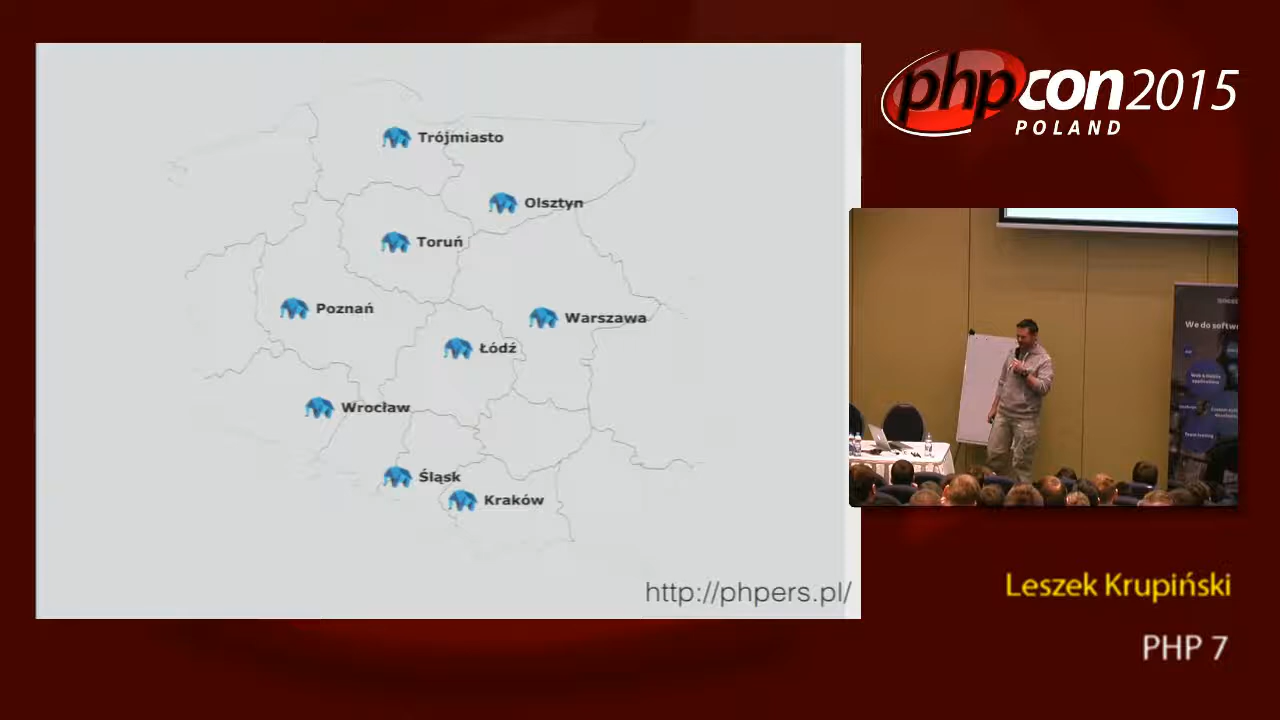 Trójmiasto
Olsztyn
Toruń
Poznań
Warszawa
Łódź
Wrocław
Śląsk
Kraków
http://phpers.pl/
phpcon2015
POLAND
We do softw
Leszek Krupiński
PHP 7